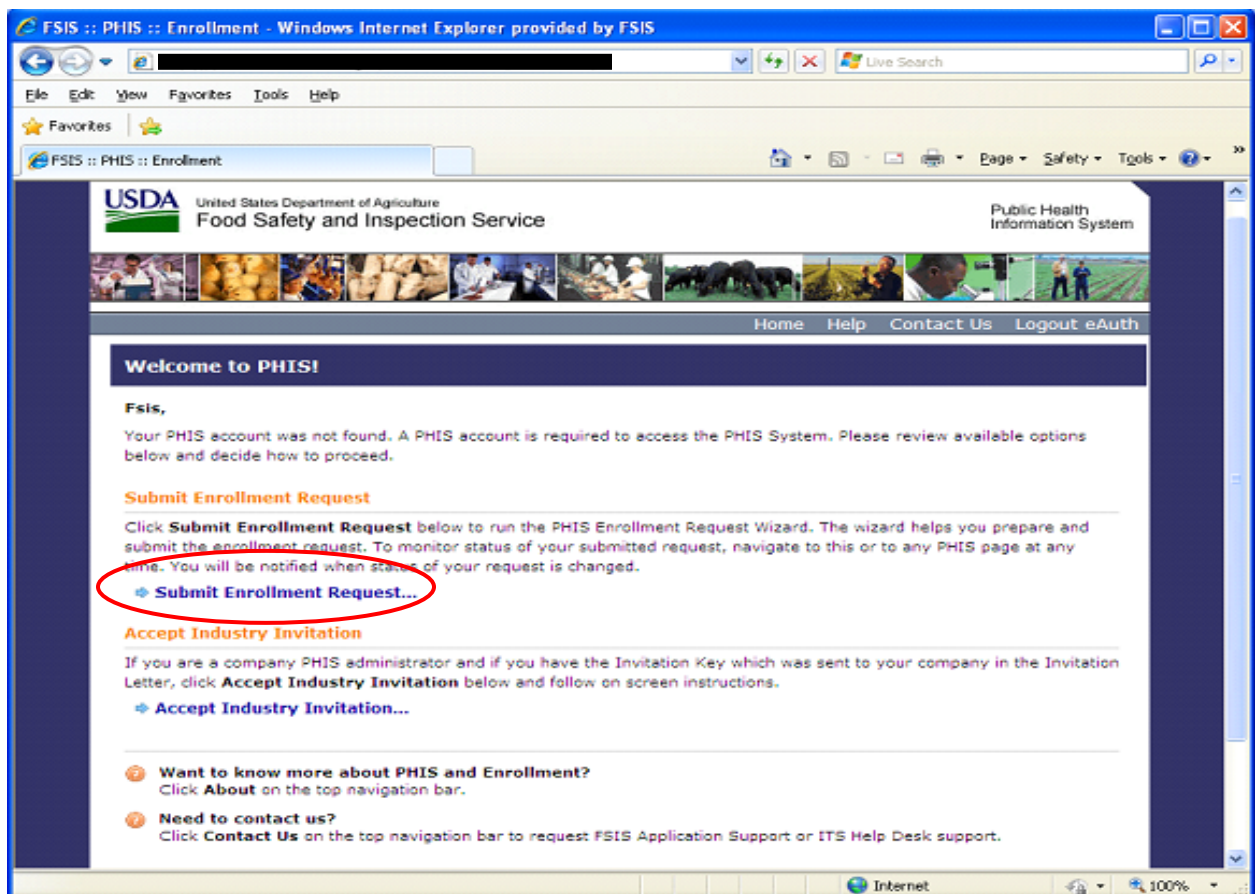 FSIS :: PHIS :: Enrollment - Windows Internet Explorer provided by FSIS
Live Search
File Edit View Favorites Tools Help
Favorites
FSIS :: PHIS :: Enrollment
Page Safety Tools
USDA United States Department of Agriculture
Food Safety and Inspection Service
Public Health
Information System
Home Help Contact Us Logout eAuth
Welcome to PHIS!
Fsis,
Your PHIS account was not found. A PHIS account is required to access the PHIS System. Please review available options
below and decide how to proceed.
Submit Enrollment Request
Click Submit Enrollment Request below to run the PHIS Enrollment Request Wizard. The wizard helps you prepare and
submit the enrollment request. To monitor status of your submitted request, navigate to this or to any PHIS page at any
time. You will be notified when status of your request is changed.
Submit Enrollment Request...
Accept Industry Invitation
If you are a company PHIS administrator and if you have the Invitation Key which was sent to your company in the Invitation
Letter, click Accept Industry Invitation below and follow on screen instructions.
Accept Industry Invitation...
Want to know more about PHIS and Enrollment?
Click About on the top navigation bar.
Need to contact us?
Click Contact Us on the top navigation bar to request FSIS Application Support or ITS Help Desk support.
Internet
100%